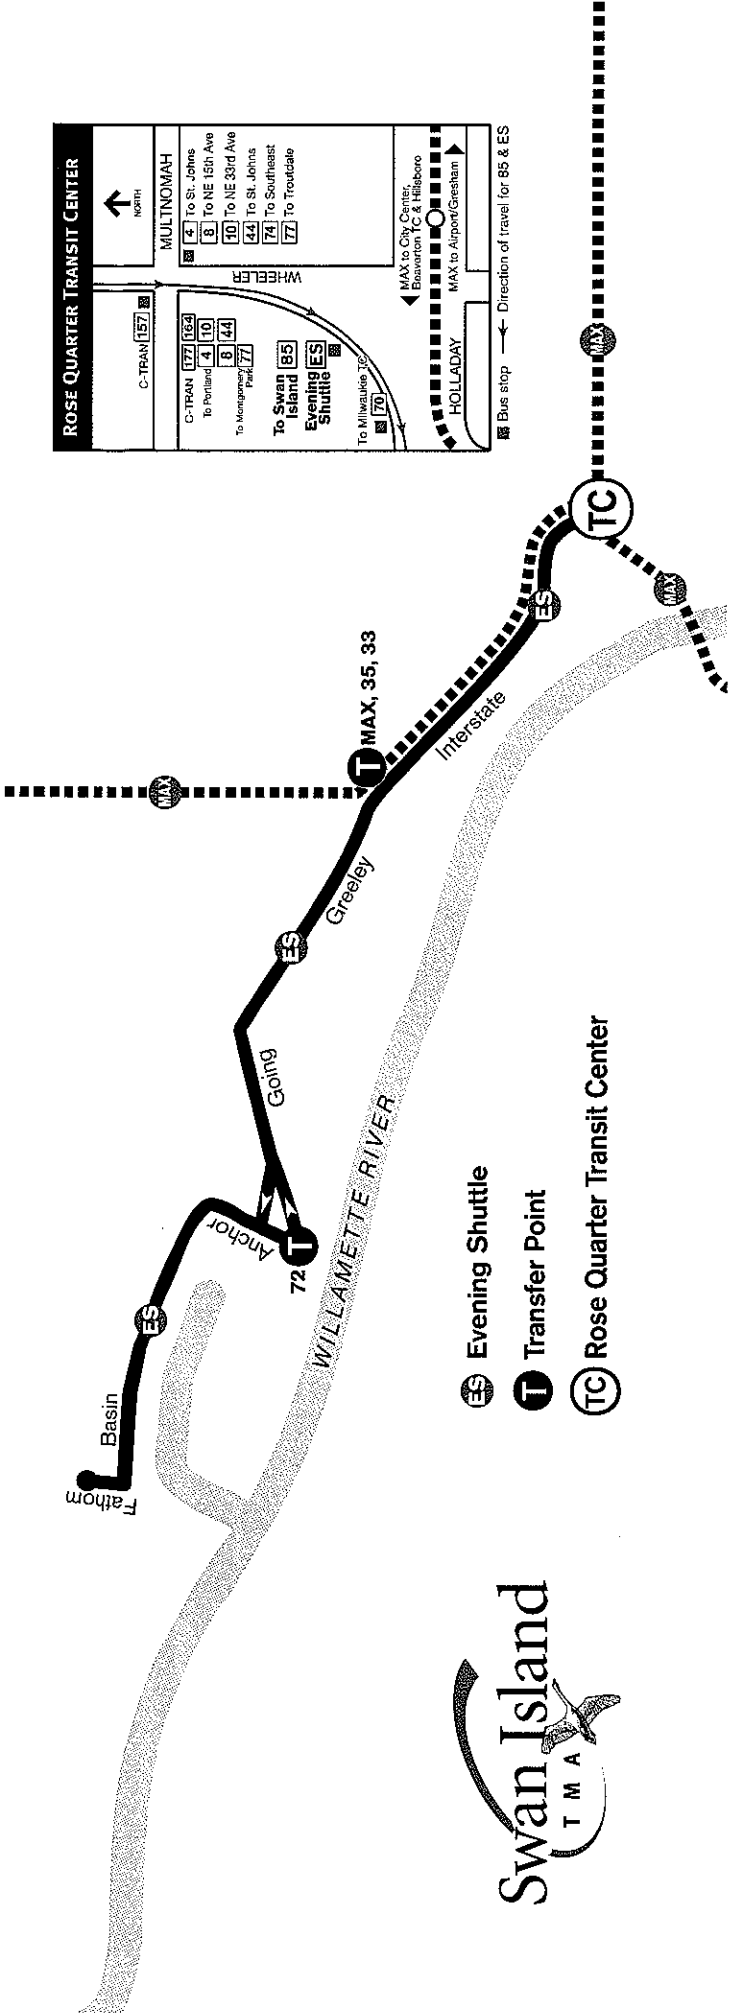 ROSE QUARTER TRANSIT CENTER
NORTH
C-TRAN 157
MULTNOMAH
WHEELER
C-TRAN 177 164
To Portland 4 10
8 44
To Montgomery Park 77
To Swan Island 85
Evening Shuttle ES
To Milwaukie TC
70
4 To St. Johns
8 To NE 15th Ave
10 To NE 33rd Ave
44 To St. Johns
74 To Southeast
77 To Troutdale
MAX to City Center,
Beaverton TC & Hillsboro
MAX to Airport/Gresham
HOLLADAY
Bus stop
Direction of travel for 85 & ES
Fathom
Basin
ES
Anchor
72 T
Going
ES
Greeley
MAX
T MAX, 35, 33
Interstate
ES
TC
MAX
MAX
WILLAMETTE RIVER
ES Evening Shuttle
T Transfer Point
TC Rose Quarter Transit Center
Swan Island
TMA